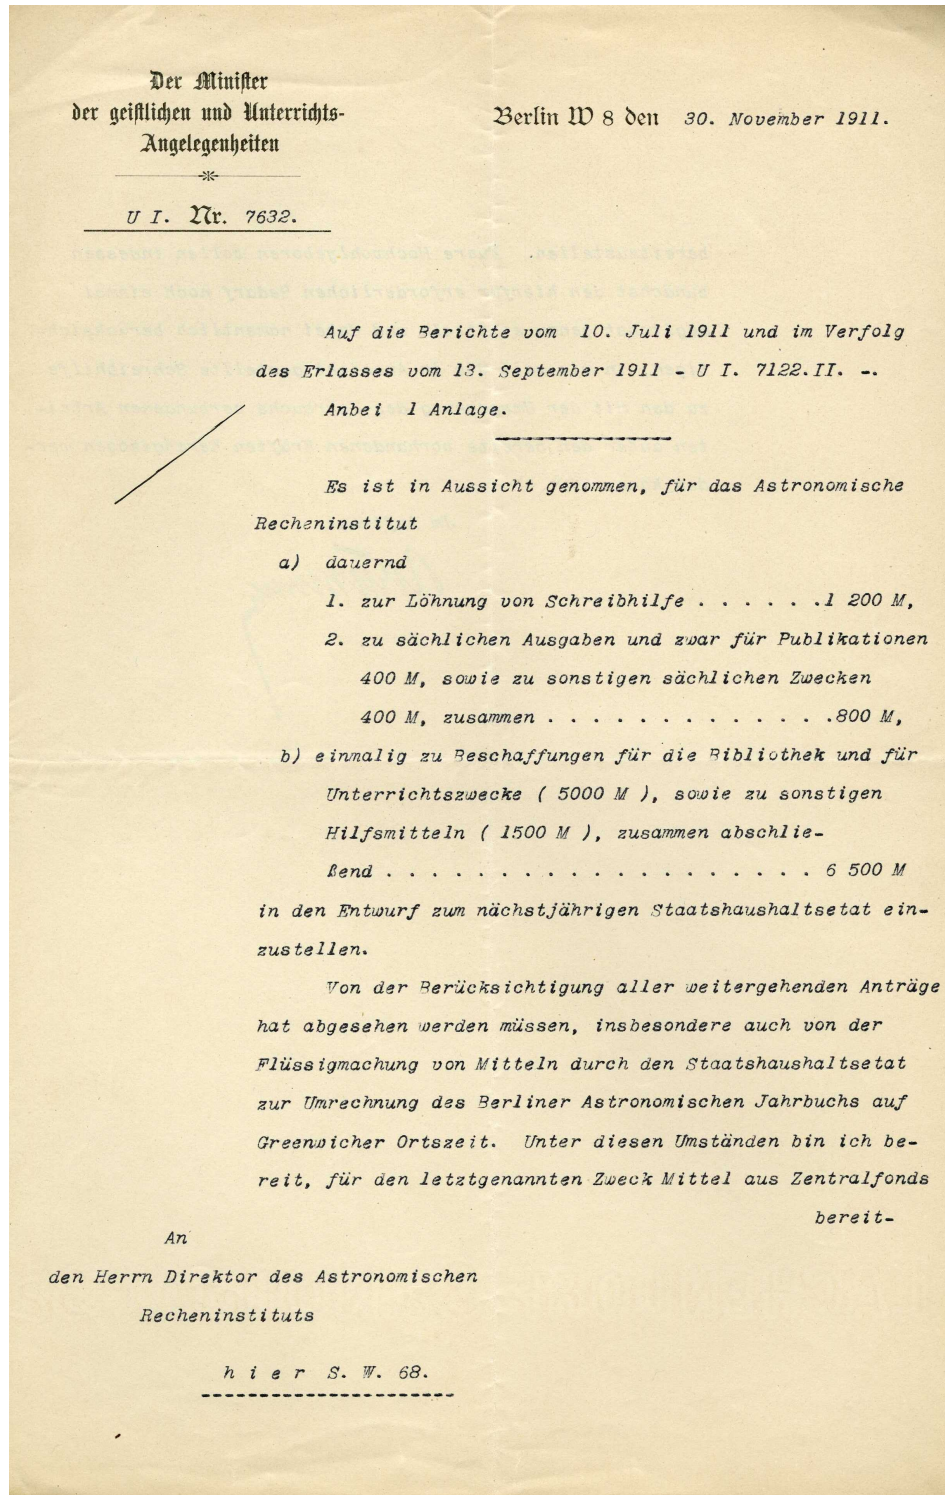 Der Minister
der geistlichen und Unterrichts-
Angelegenheiten
U I. Nr. 7632.
Berlin W 8 den 30. November 1911.
Auf die Berichte vom 10. Juli 1911 und im Verfolg
des Erlasses vom 13. September 1911 - U I. 7122.II. -.
Anbei 1 Anlage.
Es ist in Aussicht genommen, für das Astronomische
Recheninstitut
a) dauernd
1. zur Löhnung von Schreibhilfe . . . . . .1 200 M,
2. zu sächlichen Ausgaben und zwar für Publikationen
400 M, sowie zu sonstigen sächlichen Zwecken
400 M, zusammen . . . . . . . . . . . . .800 M,
b) einmalig zu Beschaffungen für die Bibliothek und für
Unterrichtszwecke ( 5000 M ), sowie zu sonstigen
Hilfsmitteln ( 1500 M ), zusammen abschlie-
ßend . . . . . . . . . . . . . . . . . . . 6 500 M
in den Entwurf zum nächstjährigen Staatshaushaltsetat ein-
zustellen.
Von der Berücksichtigung aller weitergehenden Anträge
hat abgesehen werden müssen, insbesondere auch von der
Flüssigmachung von Mitteln durch den Staatshaushaltsetat
zur Umrechnung des Berliner Astronomischen Jahrbuchs auf
Greenwicher Ortszeit. Unter diesen Umständen bin ich be-
reit, für den letztgenannten Zweck Mittel aus Zentralfonds
bereit-
An
den Herrn Direktor des Astronomischen
Recheninstituts
h i e r S. W. 68.